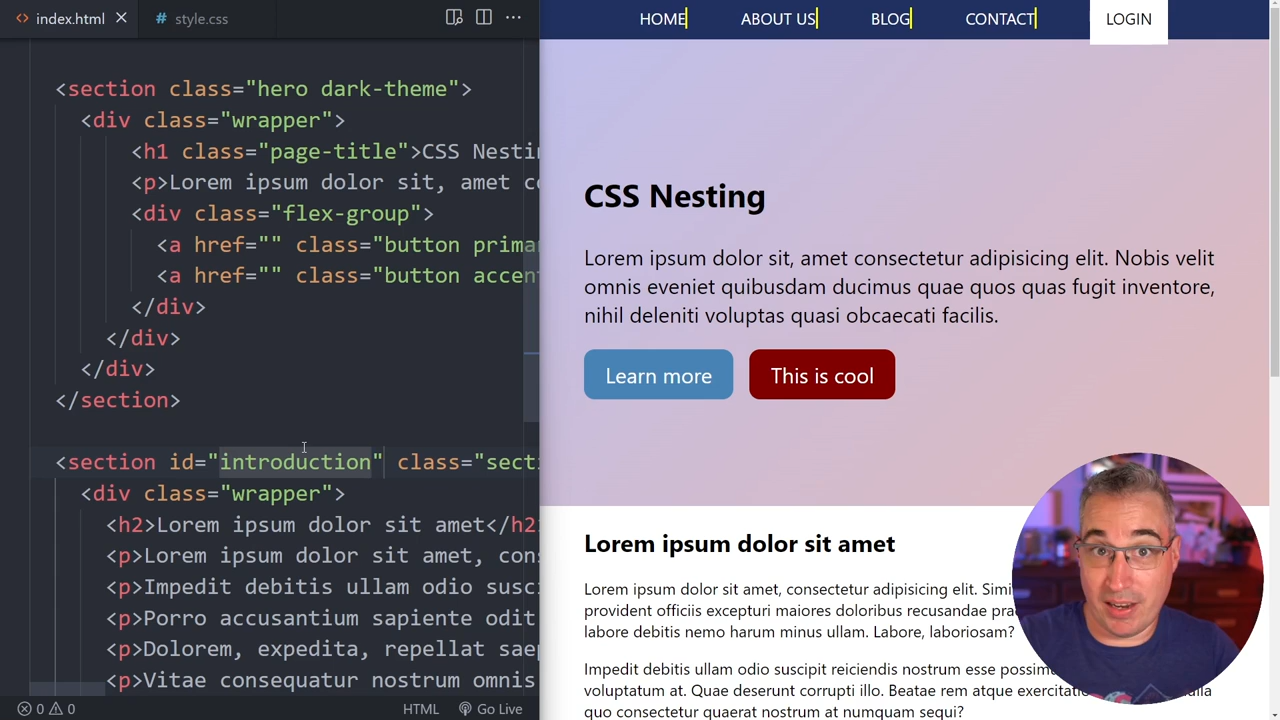 index.html
style.css
<section class="hero dark-theme">
<div class="wrapper">
<h1 class="page-title">CSS Nestin
<p>Lorem ipsum dolor sit, amet co
<div class="flex-group">
<a href="" class="button prima
<a href="" class="button accen
</div>
</div>
</div>
</section>
<section id="introduction" class="secti
<div class="wrapper">
<h2>Lorem ipsum dolor sit amet</h2
<p>Lorem ipsum dolor sit amet, cons
<p>Impedit debitis ullam odio susci
<p>Porro accusantium sapiente odit
<p>Dolorem, expedita, repellat saep
<p>Vitae consequatur nostrum omnis
0 0
HTML
Go Live
HOME ABOUT US BLOG CONTACT LOGIN
CSS Nesting
Lorem ipsum dolor sit, amet consectetur adipisicing elit. Nobis velit
omnis eveniet quibusdam ducimus quae quos quas fugit inventore,
nihil deleniti voluptas quasi obcaecati facilis.
Learn more
This is cool
Lorem ipsum dolor sit amet
Lorem ipsum dolor sit amet, consectetur adipisicing elit. Simi
provident officiis excepturi maiores doloribus recusandae
labore debitis nemo harum minus ullam. Labore, laboriosam?
Impedit debitis ullam odio suscipit reiciendis nostrum esse
voluptatum at. Quae deserunt corrupti illo. Beatae rem atque
quo consectetur quaerat nostrum at numquam sequi?